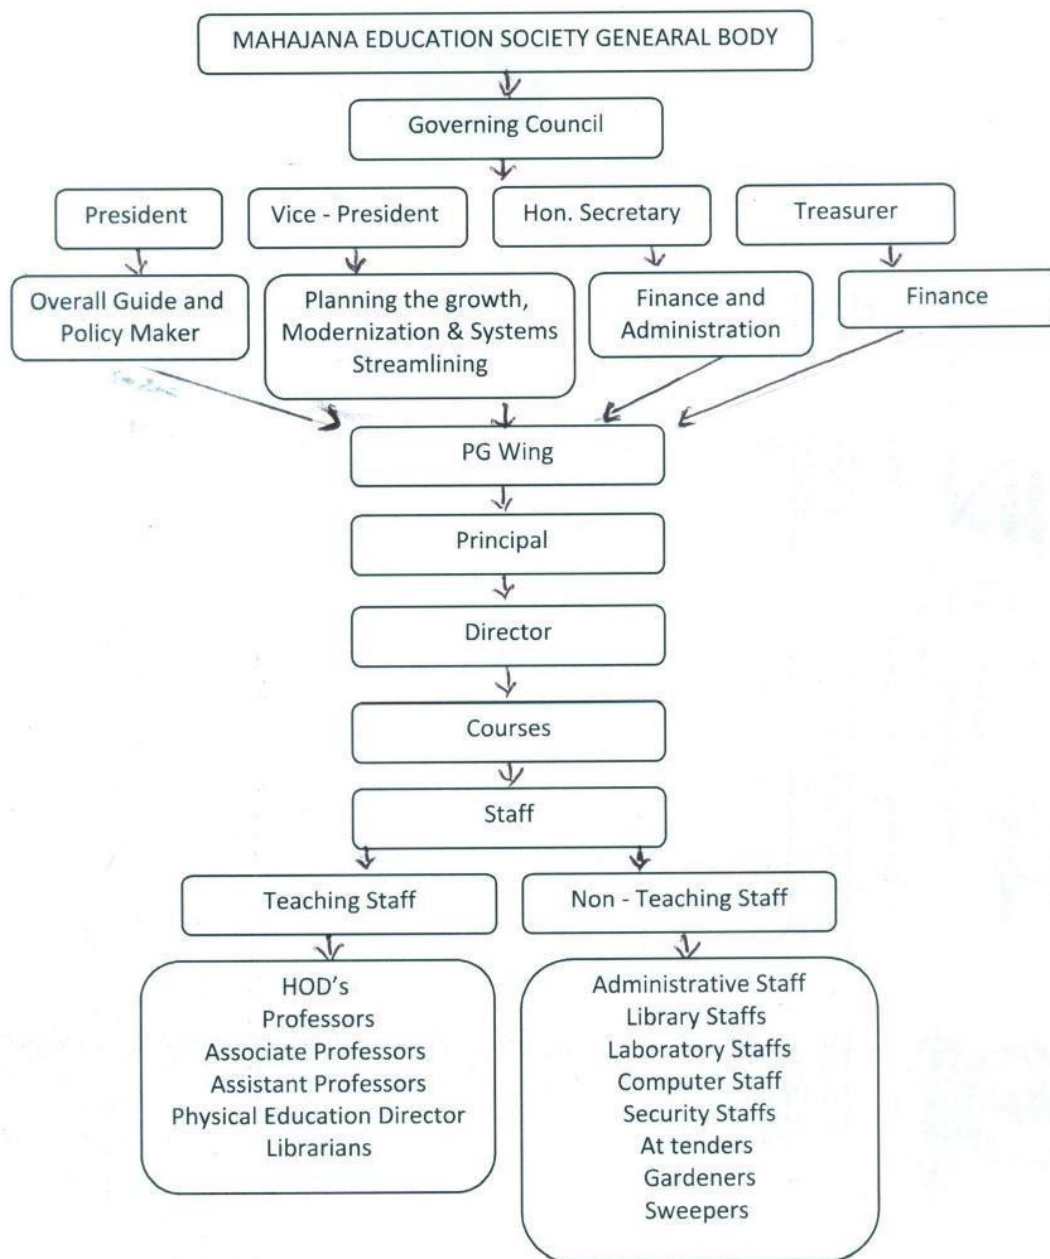 MAHAJANA EDUCATION SOCIETY GENEARAL BODY
Governing Council
President
Vice - President
Hon. Secretary
Treasurer
Overall Guide and
Policy Maker
Planning the growth,
Modernization & Systems
Streamlining
Finance and
Administration
Finance
PG Wing
Principal
Director
Courses
Staff
Teaching Staff
Non - Teaching Staff
HOD's
Professors
Associate Professors
Assistant Professors
Physical Education Director
Librarians
Administrative Staff
Library Staffs
Laboratory Staffs
Computer Staff
Security Staffs
At tenders
Gardeners
Sweepers